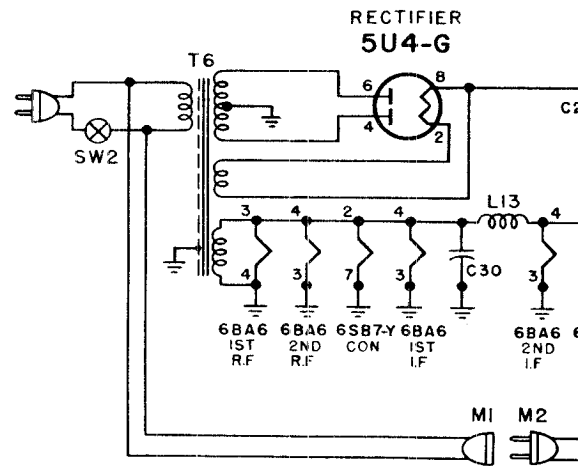 RECTIFIER
5U4-G
T6
6
8
4
2
C2
SW2
L13
3
4
2
4
4
4
3
7
3
C30
3
6BA6 6BA6 6SB7-Y 6BA6 6BA6 6
1ST 2ND CON 1ST 2ND
R.F R.F I.F I.F
M1 M2